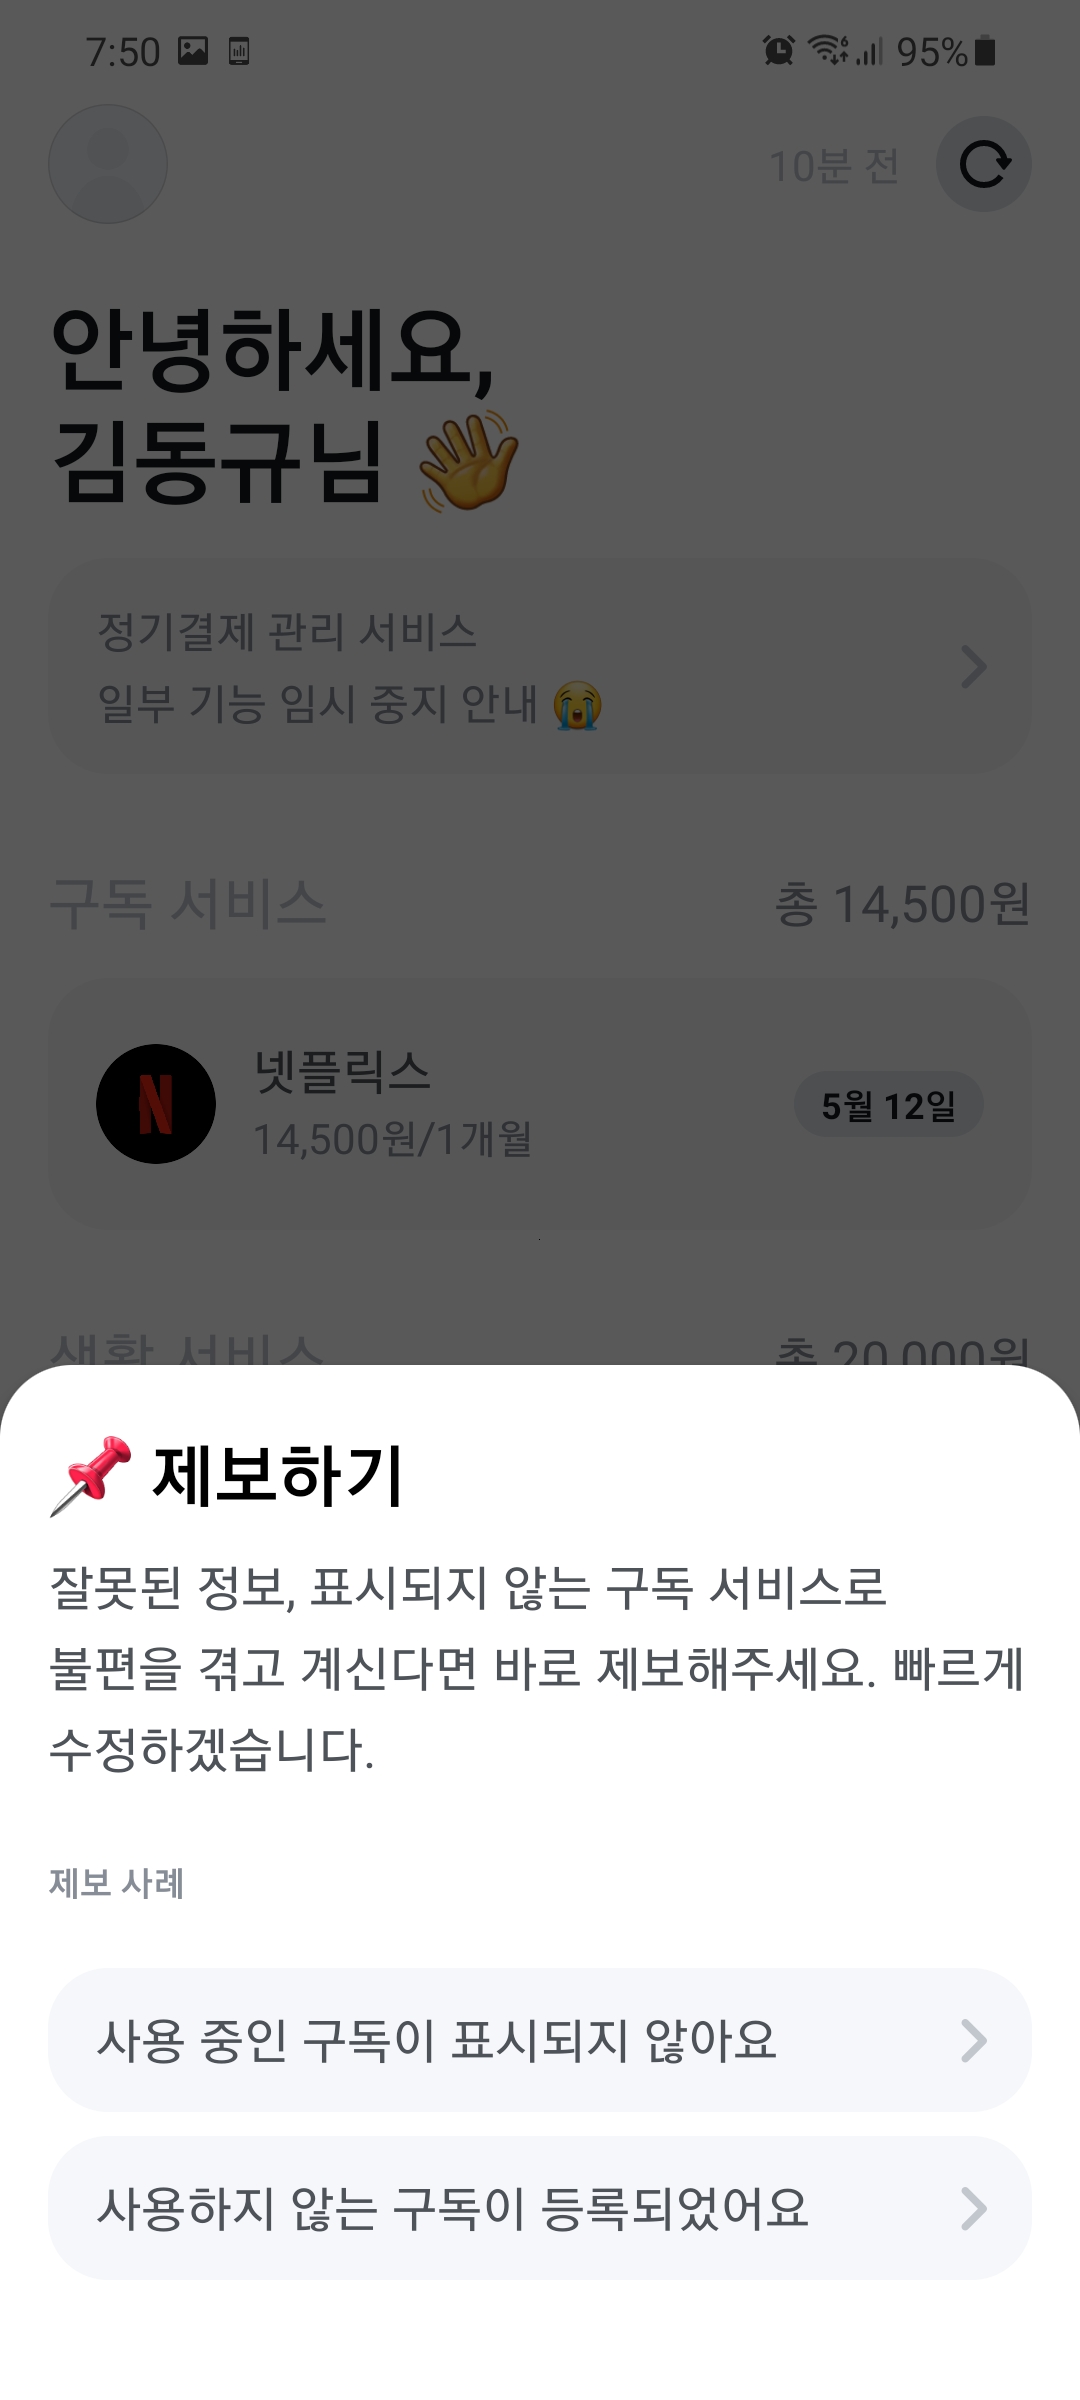 7:50
95%
10분 전
안녕하세요,
김동규님 👋
정기결제 관리 서비스
일부 기능 임시 중지 안내 😭
구독 서비스
총 14,500원
N
넷플릭스
14,500원/1개월
5월 12일
생활 서비스
총 20,000원
📌 제보하기
잘못된 정보, 표시되지 않는 구독 서비스로
불편을 겪고 계신다면 바로 제보해주세요. 빠르게
수정하겠습니다.
제보 사례
사용 중인 구독이 표시되지 않아요
사용하지 않는 구독이 등록되었어요